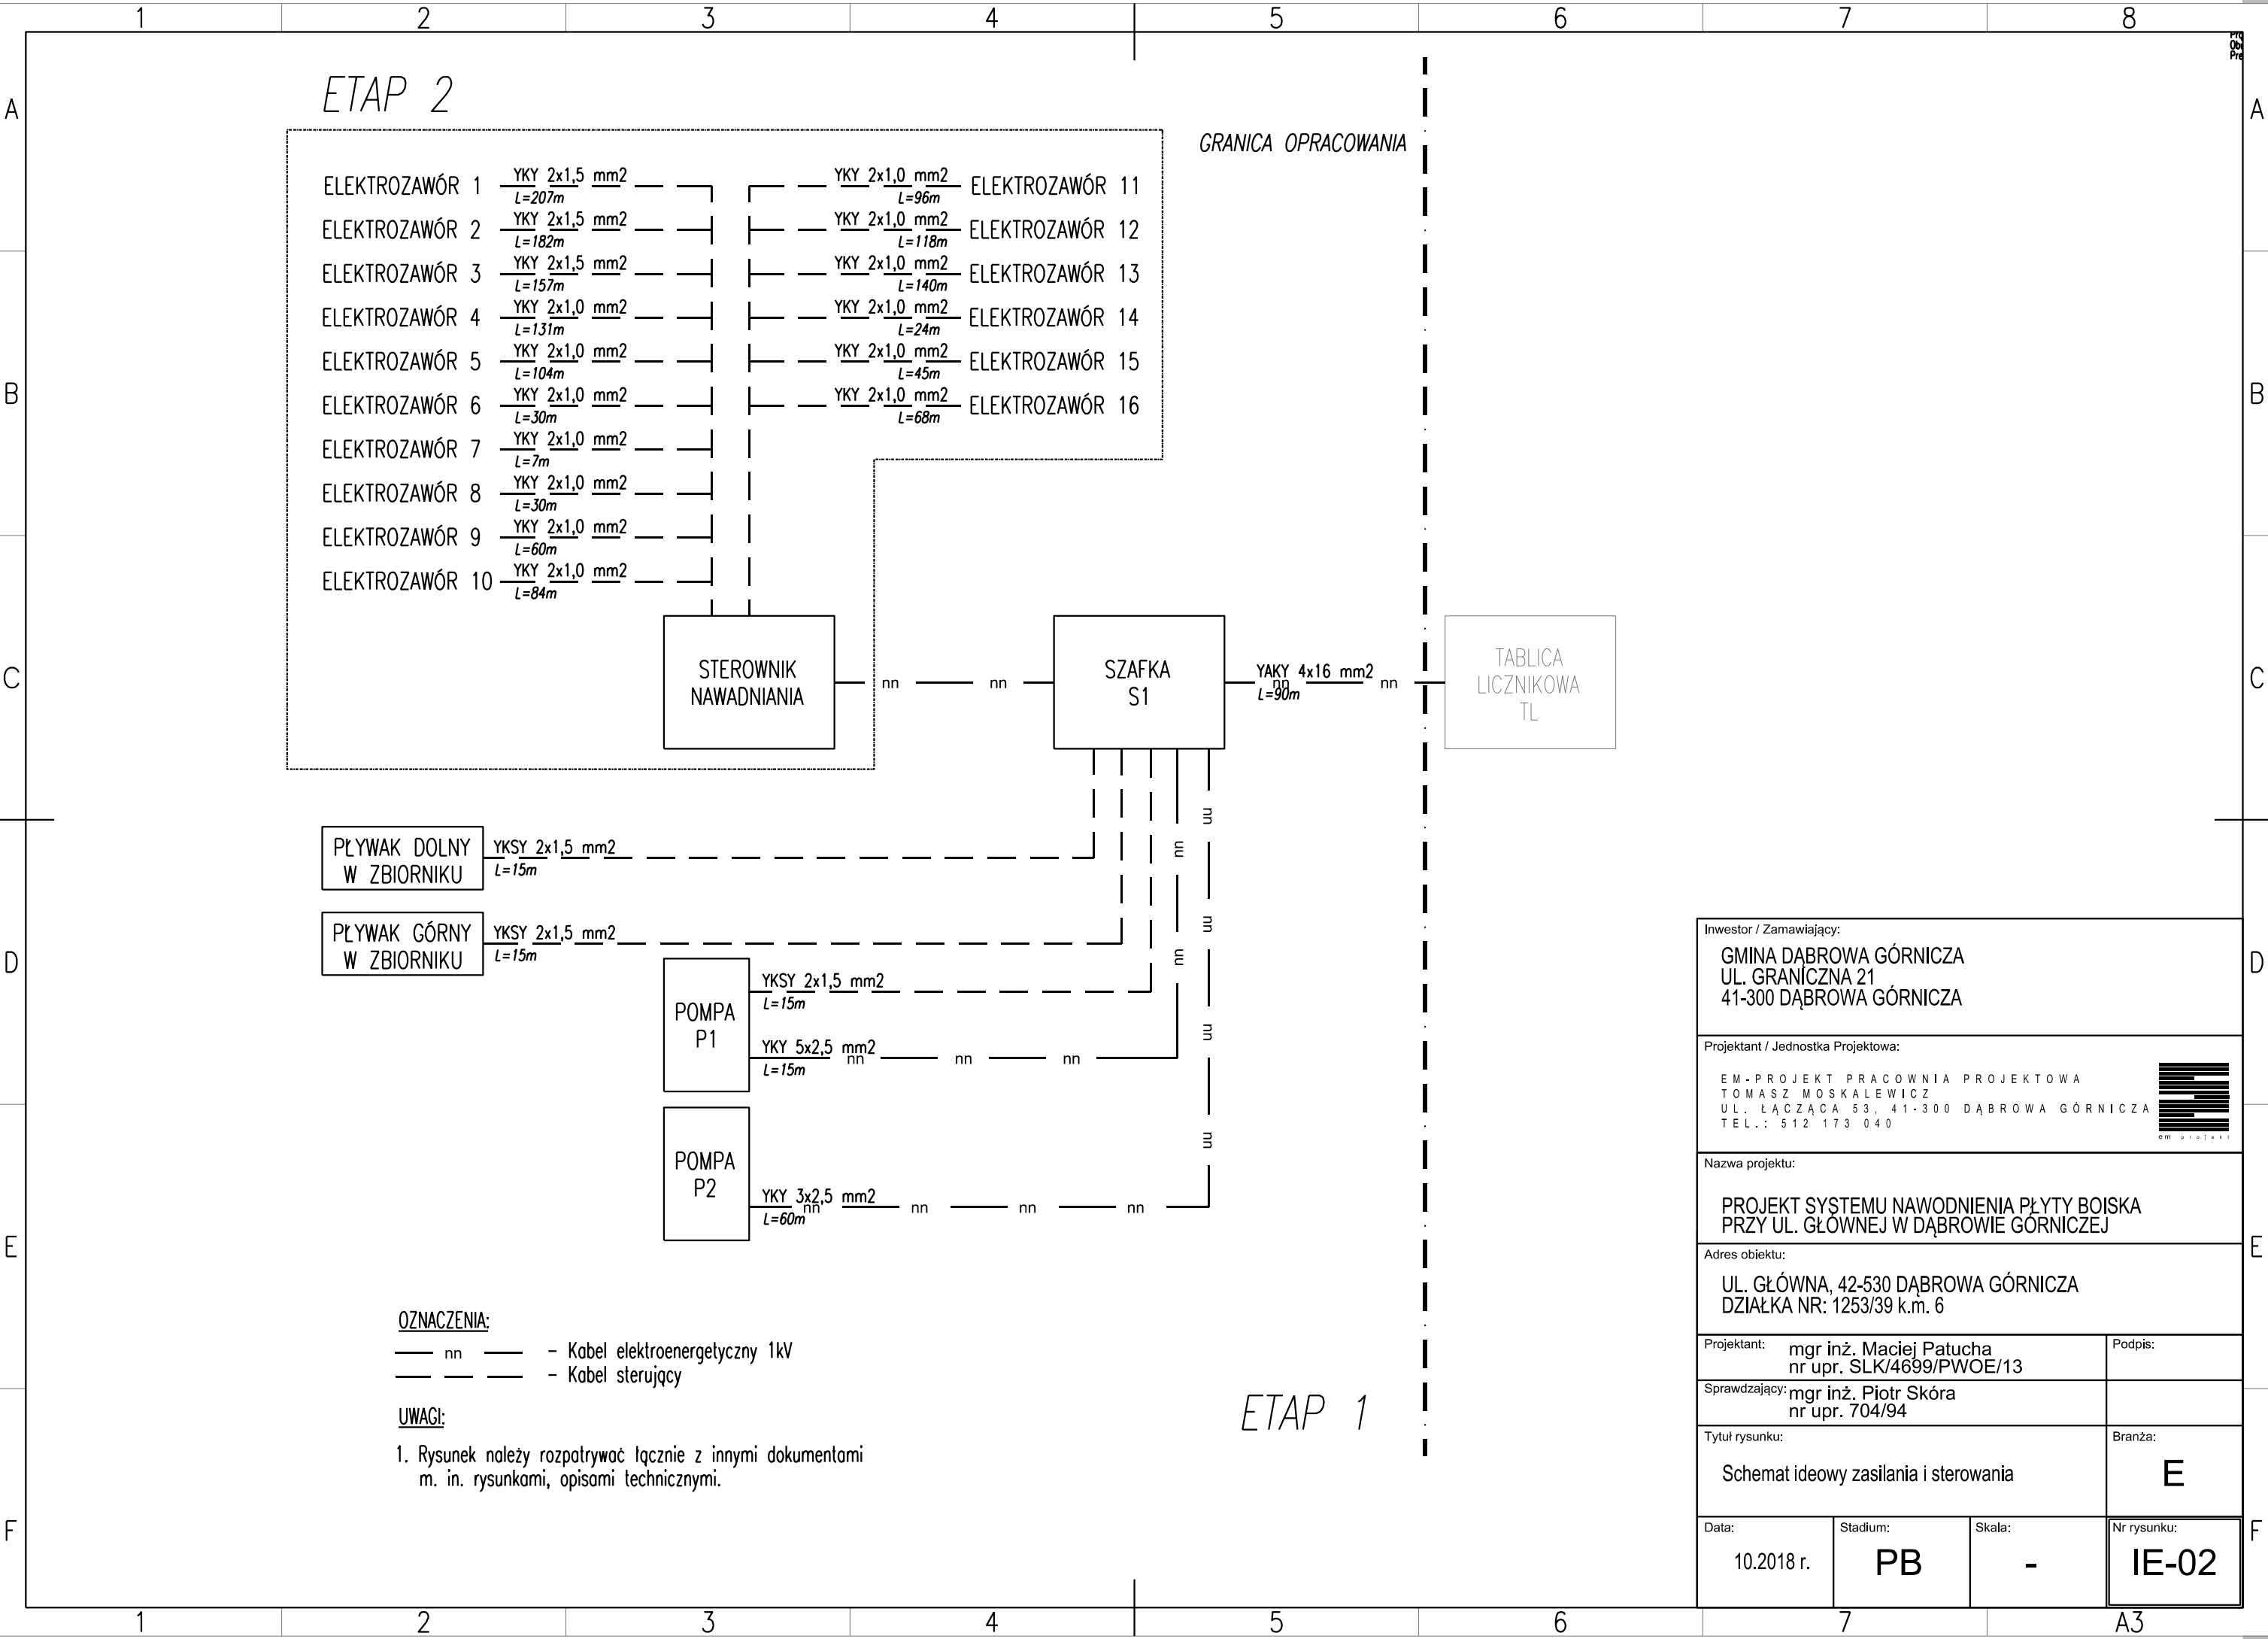 1 2 3 4 5 6 7 8
A A
B B
C C
D D
E E
F F
ETAP 2
GRANICA OPRACOWANIA
ELEKTROZAWÓR 1 YKY 2x1,5 mm2
L=207m
ELEKTROZAWÓR 2 YKY 2x1,5 mm2
L=182m
ELEKTROZAWÓR 3 YKY 2x1,5 mm2
L=157m
ELEKTROZAWÓR 4 YKY 2x1,0 mm2
L=131m
ELEKTROZAWÓR 5 YKY 2x1,0 mm2
L=104m
ELEKTROZAWÓR 6 YKY 2x1,0 mm2
L=30m
ELEKTROZAWÓR 7 YKY 2x1,0 mm2
L=7m
ELEKTROZAWÓR 8 YKY 2x1,0 mm2
L=30m
ELEKTROZAWÓR 9 YKY 2x1,0 mm2
L=60m
ELEKTROZAWÓR 10 YKY 2x1,0 mm2
L=84m
YKY 2x1,0 mm2 ELEKTROZAWÓR 11
L=96m
YKY 2x1,0 mm2 ELEKTROZAWÓR 12
L=118m
YKY 2x1,0 mm2 ELEKTROZAWÓR 13
L=140m
YKY 2x1,0 mm2 ELEKTROZAWÓR 14
L=24m
YKY 2x1,0 mm2 ELEKTROZAWÓR 15
L=45m
YKY 2x1,0 mm2 ELEKTROZAWÓR 16
L=68m
STEROWNIK
NAWADNIANIA
nn nn
SZAFKA
S1
YAKY 4x16 mm2
nn nn
L=90m
TABLICA
LICZNIKOWA
TL
PŁYWAK DOLNY
W ZBIORNIKU
YKSY 2x1,5 mm2
L=15m
PŁYWAK GÓRNY
W ZBIORNIKU
YKSY 2x1,5 mm2
L=15m
POMPA
P1
YKSY 2x1,5 mm2
L=15m
YKY 5x2,5 mm2
nn nn nn
L=15m
nn nn
POMPA
P2
YKY 3x2,5 mm2
nn nn nn nn
L=60m
nn nn nn nn
OZNACZENIA:
nn - Kabel elektroenergetyczny 1kV
- Kabel sterujący
UWAGI:
1. Rysunek należy rozpatrywać łącznie z innymi dokumentami
m. in. rysunkami, opisami technicznymi.
ETAP 1
Inwestor / Zamawiający:
GMINA DĄBROWA GÓRNICZA
UL. GRANICZNA 21
41-300 DĄBROWA GÓRNICZA
Projektant / Jednostka Projektowa:
EM-PROJEKT PRACOWNIA PROJEKTOWA
TOMASZ MOSKALEWICZ
UL. ŁĄCZĄCA 53, 41-300 DĄBROWA GÓRNICZA
TEL.: 512 173 040
em projekt
Nazwa projektu:
PROJEKT SYSTEMU NAWODNIENIA PŁYTY BOISKA
PRZY UL. GŁÓWNEJ W DĄBROWIE GÓRNICZEJ
Adres obiektu:
UL. GŁÓWNA, 42-530 DĄBROWA GÓRNICZA
DZIAŁKA NR: 1253/39 k.m. 6
Projektant: mgr inż. Maciej Patucha
nr upr. SLK/4699/PWOE/13
Podpis:
Sprawdzający: mgr inż. Piotr Skóra
nr upr. 704/94
Tytuł rysunku:
Schemat ideowy zasilania i sterowania
Branża:
E
Data:
10.2018 r.
Stadium:
PB
Skala:
-
Nr rysunku:
IE-02
1 2 3 4 5 6 7 A3